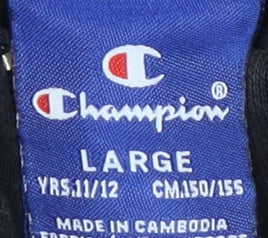 Champion®
LARGE
YRS.11/12 CM.150/155
MADE IN CAMBODIA